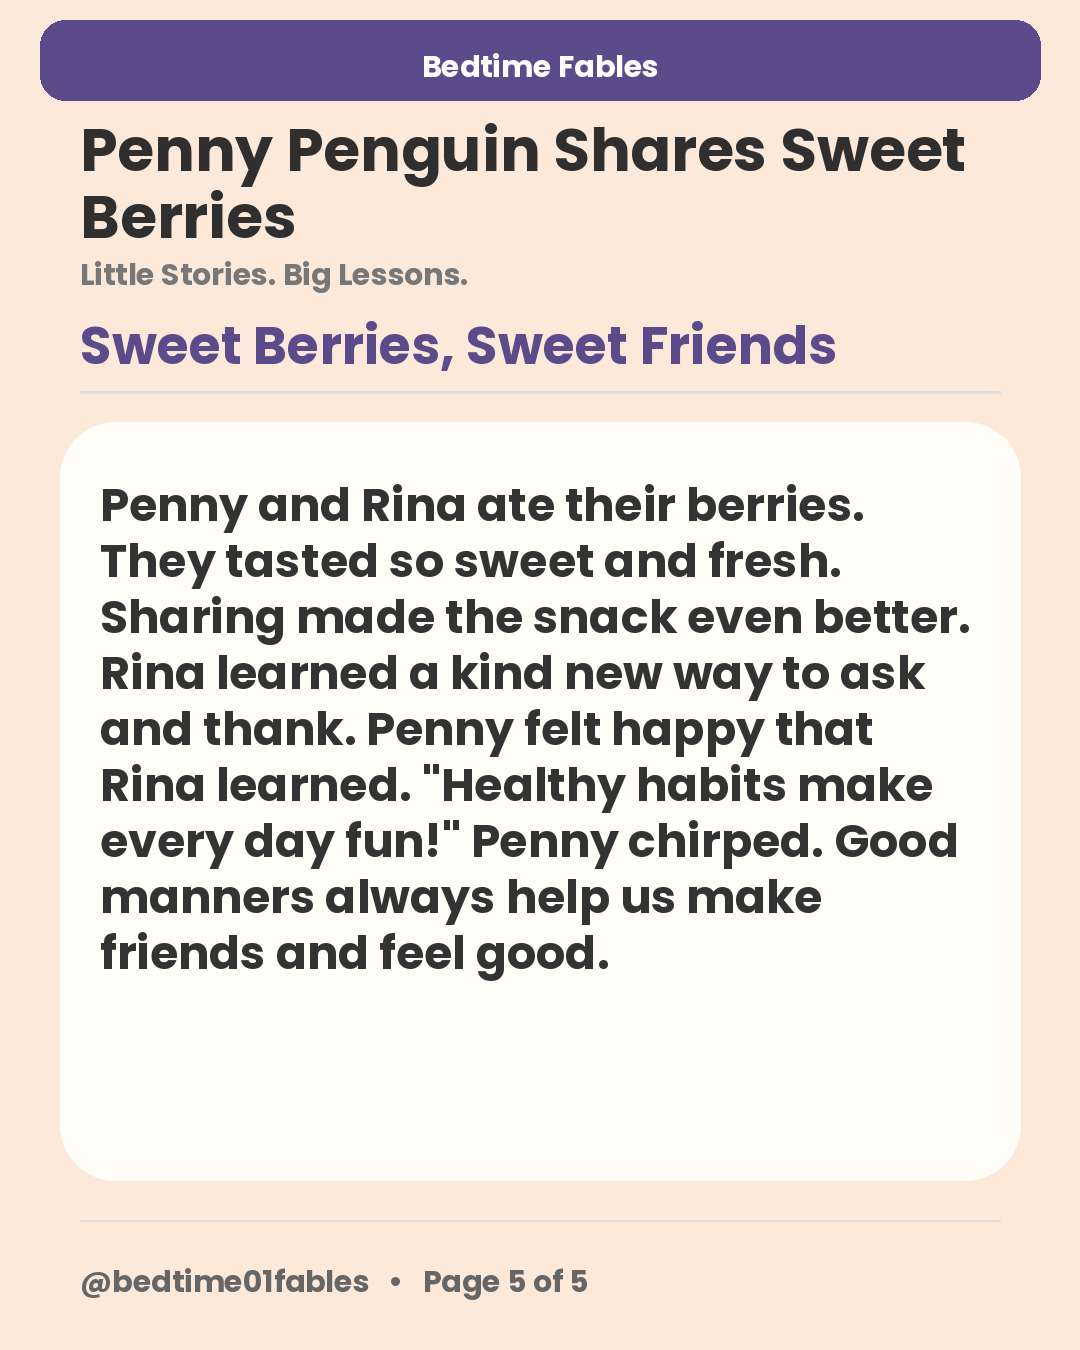 Bedtime Fables
Penny Penguin Shares Sweet
Berries
Little Stories. Big Lessons.
Sweet Berries, Sweet Friends
Penny and Rina ate their berries.
They tasted so sweet and fresh.
Sharing made the snack even better.
Rina learned a kind new way to ask
and thank. Penny felt happy that
Rina learned. "Healthy habits make
every day fun!" Penny chirped. Good
manners always help us make
friends and feel good.
@bedtime01fables • Page 5 of 5